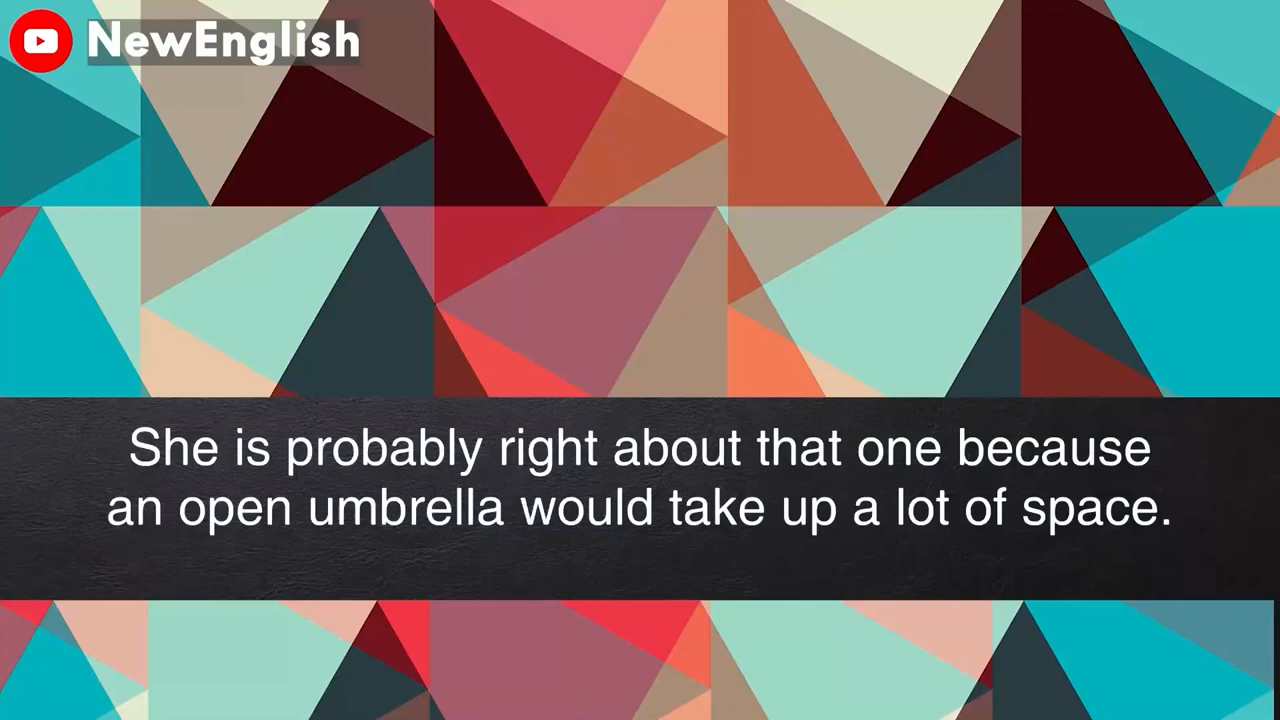 NewEnglish
She is probably right about that one because
an open umbrella would take up a lot of space.